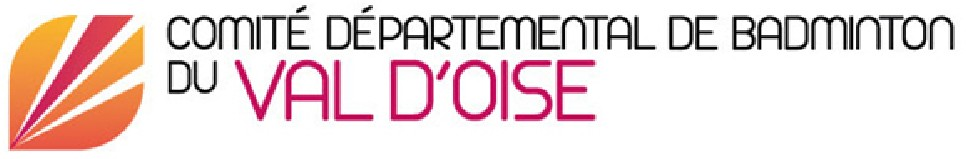 COMITÉ DÉPARTEMENTAL DE BADMINTON
DU VAL D'OISE